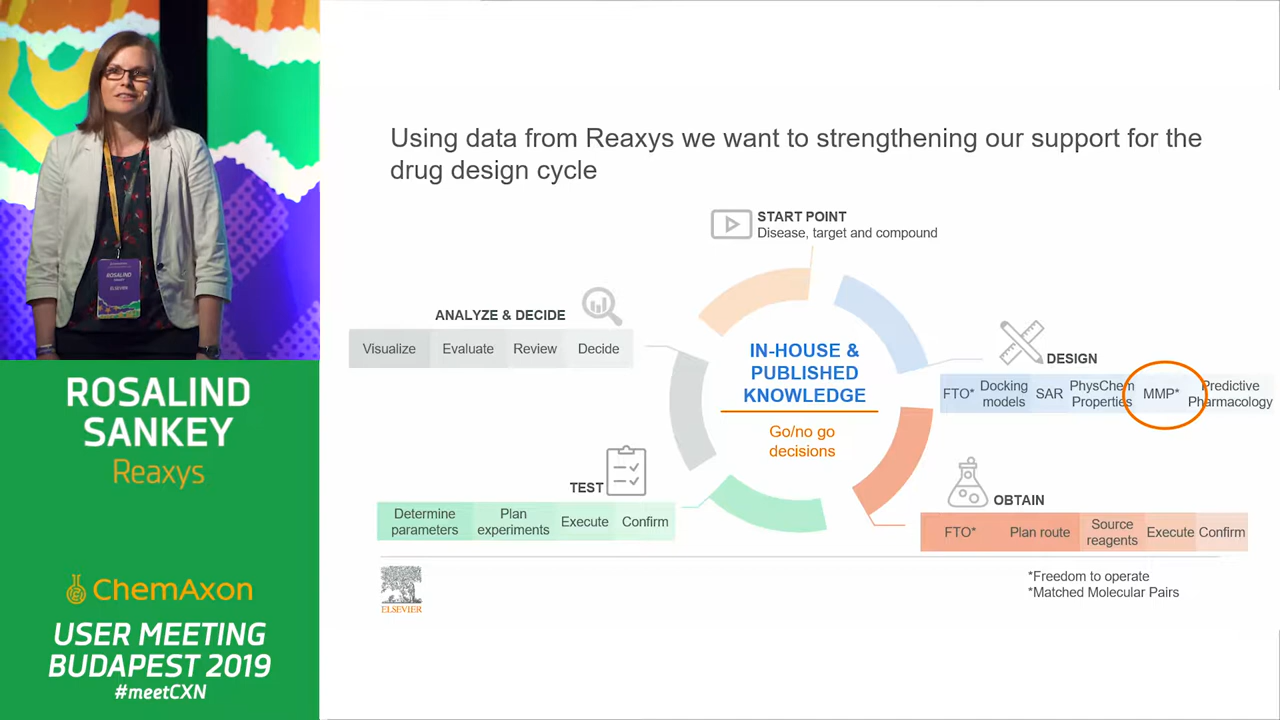 ROSALIND
SANKEY
Reaxys
ChemAxon
USER MEETING
BUDAPEST 2019
#meetCXN
ROSALIND
ELSEVIER
Using data from Reaxys we want to strengthening our support for the
drug design cycle
START POINT
Disease, target and compound
ANALYZE & DECIDE
Visualize Evaluate Review Decide
IN-HOUSE &
PUBLISHED
KNOWLEDGE
Go/no go
decisions
DESIGN
FTO* Docking models SAR PhysChem Properties MMP* Predictive Pharmacology
TEST
Determine parameters Plan experiments Execute Confirm
OBTAIN
FTO* Plan route Source reagents Execute Confirm
ELSEVIER
*Freedom to operate
*Matched Molecular Pairs